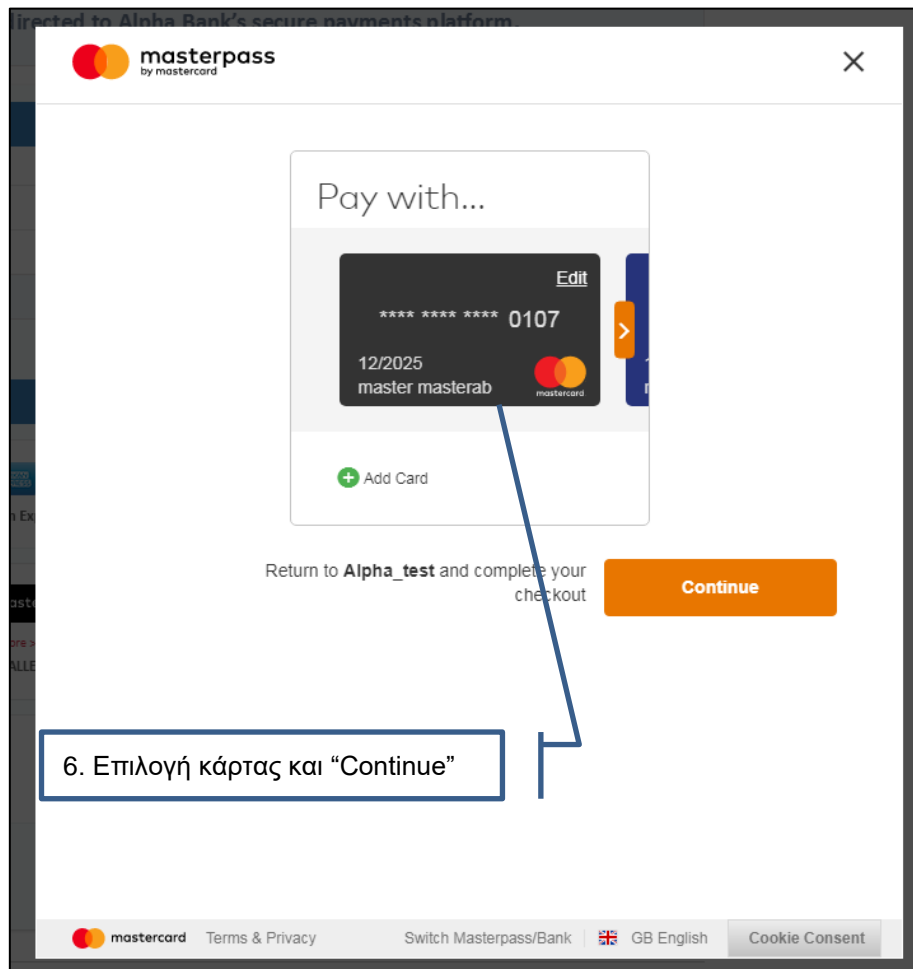 directed to Alpha Bank's secure payments platform.
masterpass
by mastercard
Pay with...
Edit
**** **** **** 0107
12/2025
master masterab
mastercard
Add Card
Return to Alpha_test and complete your
checkout
Continue
6. Επιλογή κάρτας και “Continue”
mastercard Terms & Privacy Switch Masterpass/Bank GB English Cookie Consent